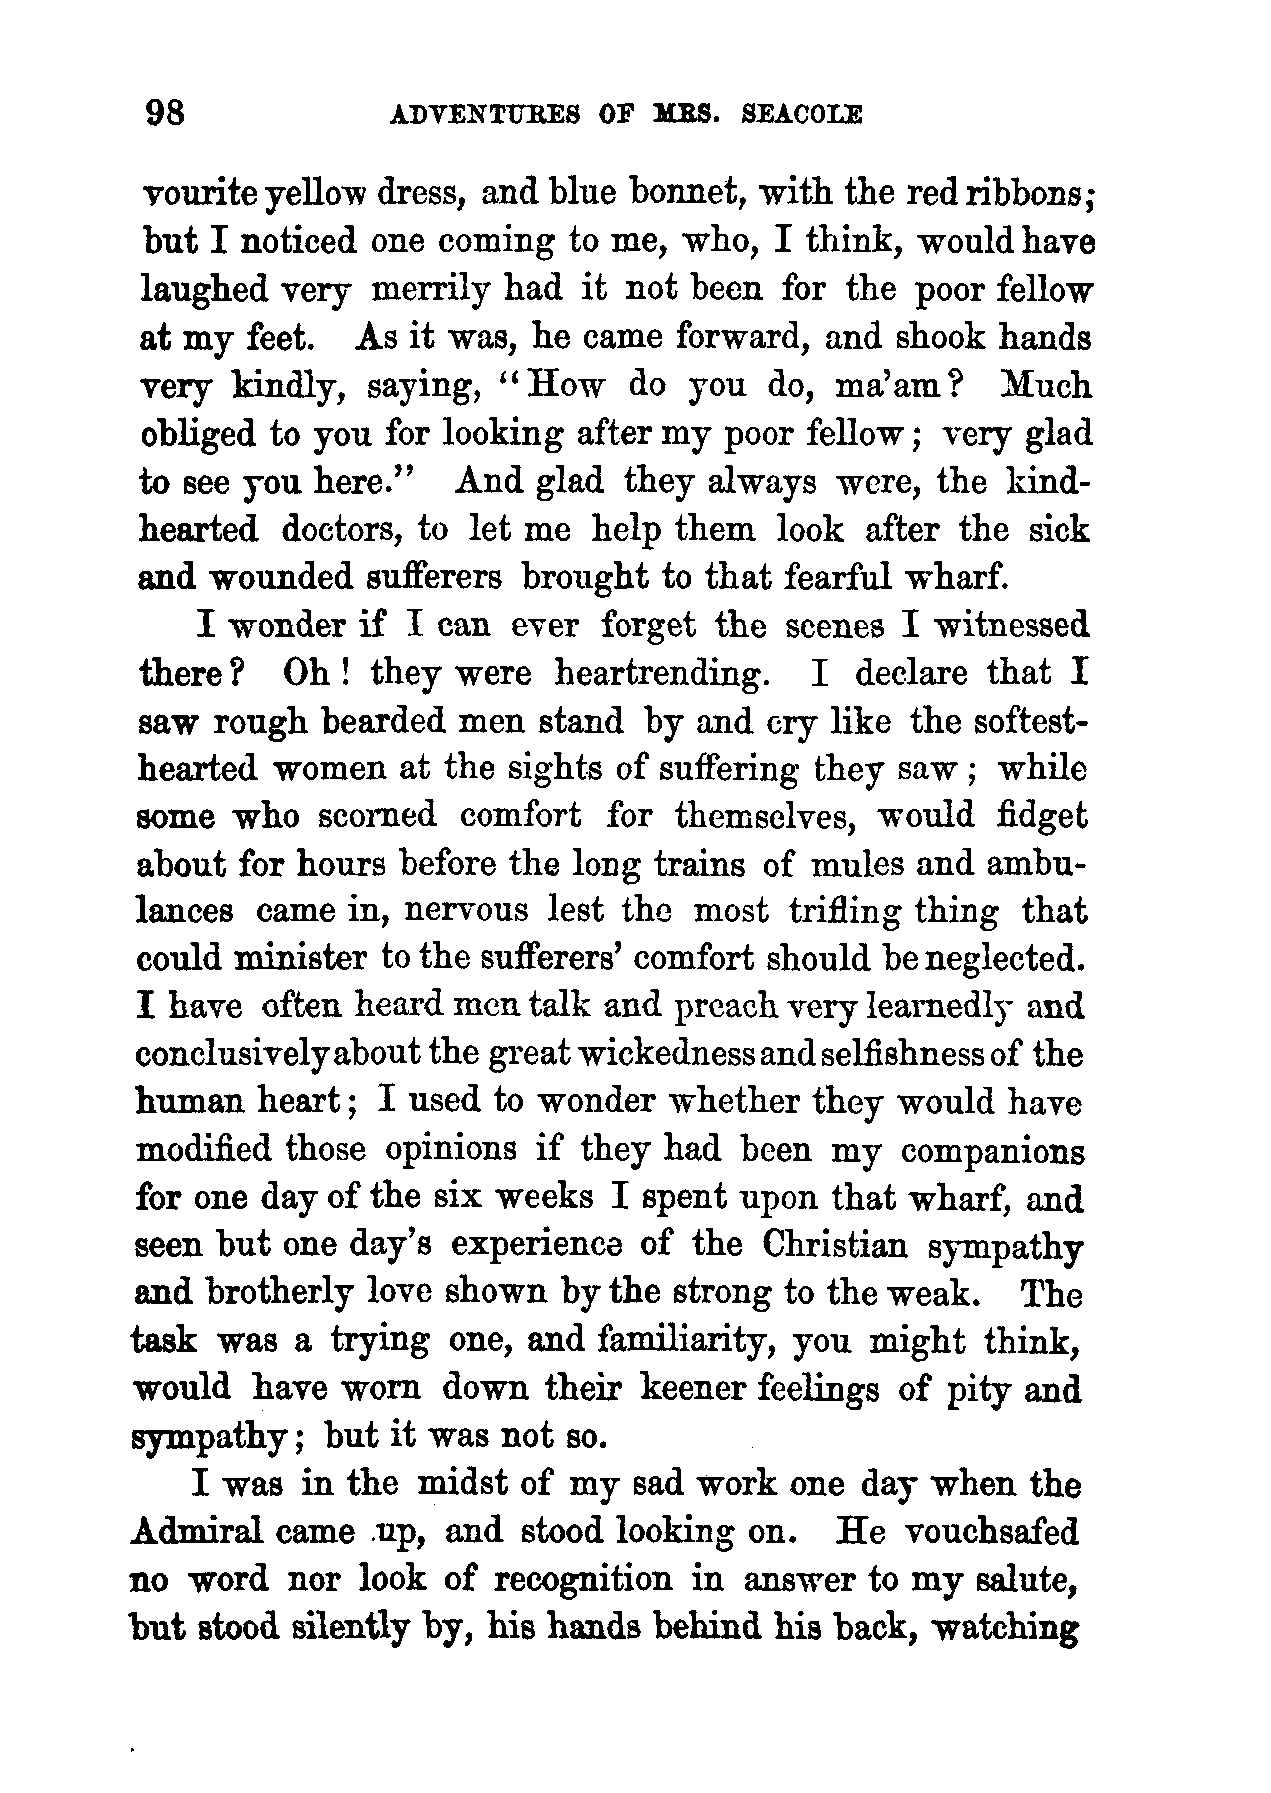 98 ADVENTURES OF MRS. SEACOLE
vourite yellow dress, and blue bonnet, with the red ribbons;
but I noticed one coming to me, who, I think, would have
laughed very merrily had it not been for the poor fellow
at my feet. As it was, he came forward, and shook hands
very kindly, saying, “How do you do, ma’am? Much
obliged to you for looking after my poor fellow; very glad
to see you here.” And glad they always were, the kind-
hearted doctors, to let me help them look after the sick
and wounded sufferers brought to that fearful wharf.
I wonder if I can ever forget the scenes I witnessed
there? Oh! they were heartrending. I declare that I
saw rough bearded men stand by and cry like the softest-
hearted women at the sights of suffering they saw; while
some who scorned comfort for themselves, would fidget
about for hours before the long trains of mules and ambu-
lances came in, nervous lest the most trifling thing that
could minister to the sufferers’ comfort should be neglected.
I have often heard men talk and preach very learnedly and
conclusively about the great wickedness and selfishness of the
human heart; I used to wonder whether they would have
modified those opinions if they had been my companions
for one day of the six weeks I spent upon that wharf, and
seen but one day’s experience of the Christian sympathy
and brotherly love shown by the strong to the weak. The
task was a trying one, and familiarity, you might think,
would have worn down their keener feelings of pity and
sympathy; but it was not so.
I was in the midst of my sad work one day when the
Admiral came up, and stood looking on. He vouchsafed
no word nor look of recognition in answer to my salute,
but stood silently by, his hands behind his back, watching